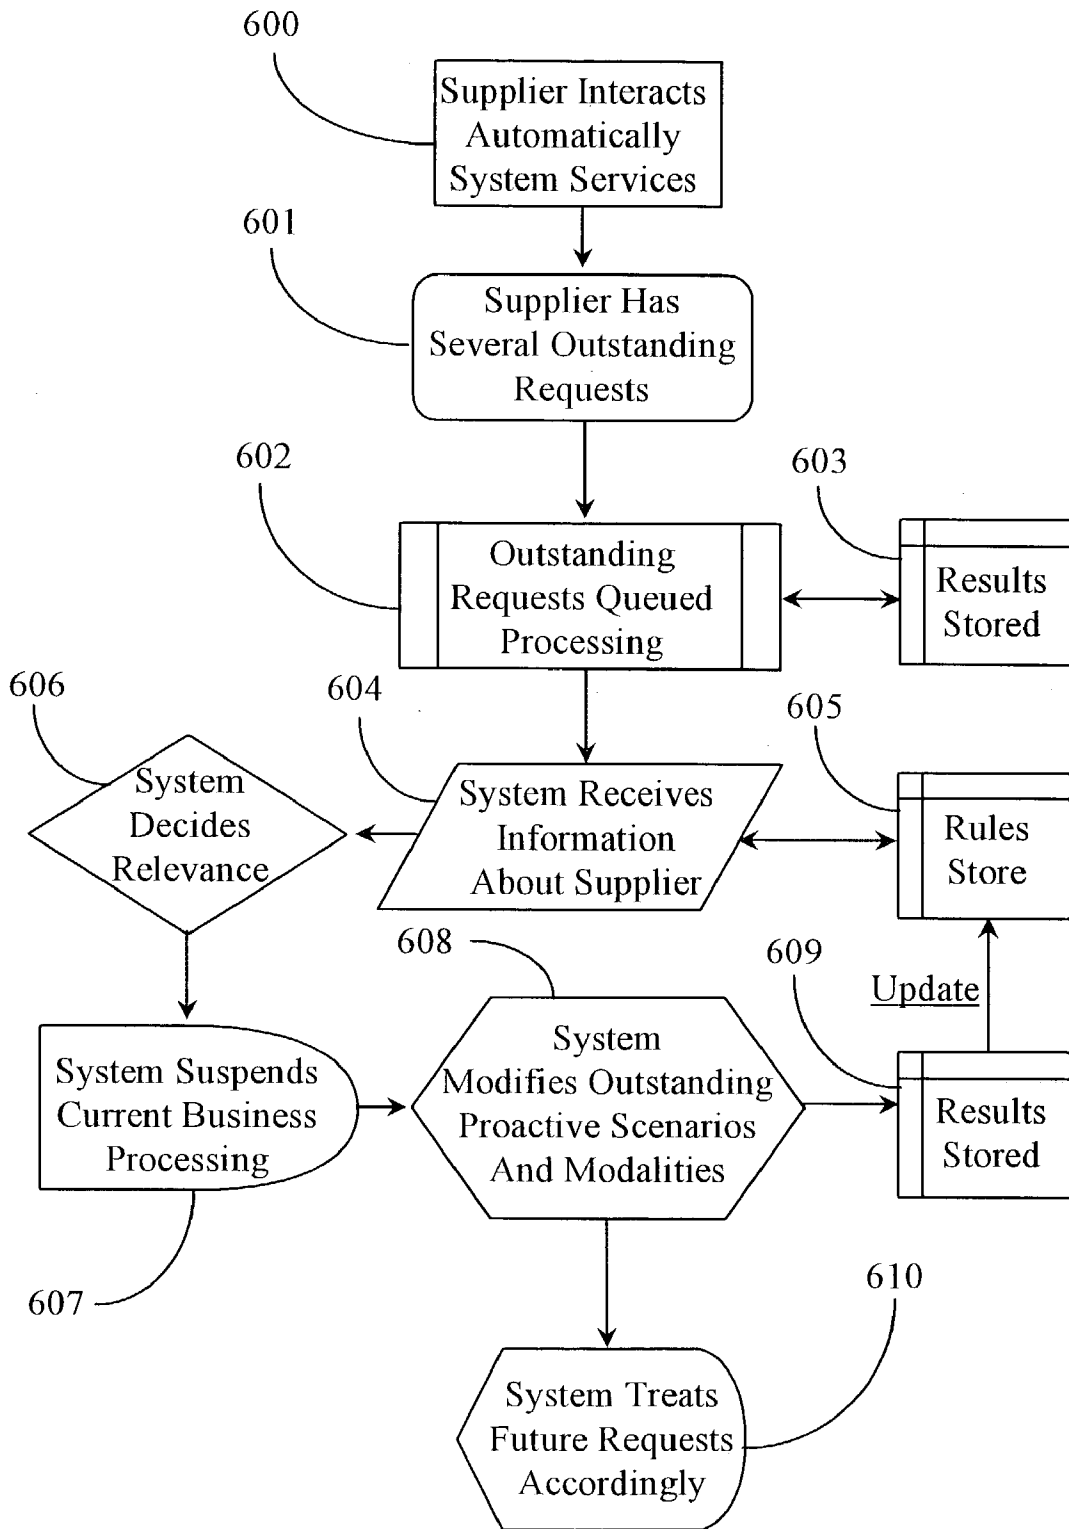 600
Supplier Interacts
Automatically
System Services
601
Supplier Has
Several Outstanding
Requests
602
Outstanding
Requests Queued
Processing
603
Results
Stored
604
System Receives
Information
About Supplier
605
Rules
Store
606
System
Decides
Relevance
607
System Suspends
Current Business
Processing
608
System
Modifies Outstanding
Proactive Scenarios
And Modalities
609
Update
Results
Stored
610
System Treats
Future Requests
Accordingly